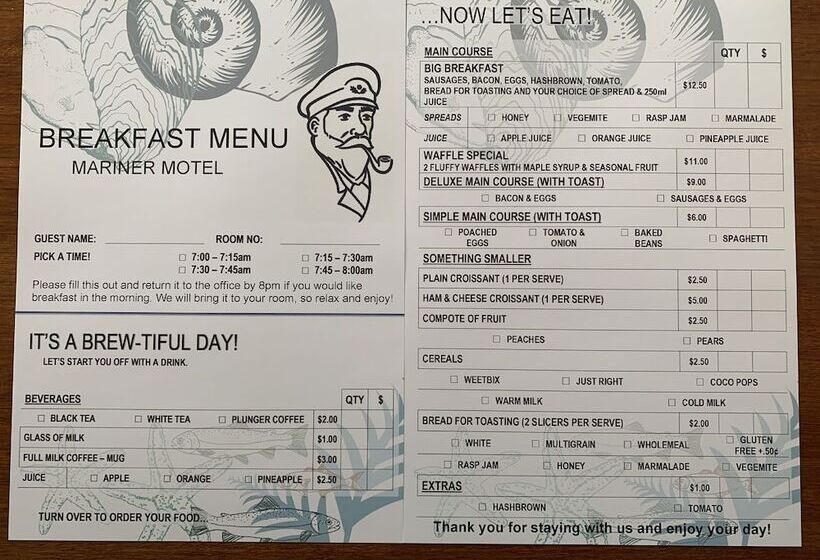 BREAKFAST MENU
MARINER MOTEL
GUEST NAME: ROOM NO:
PICK A TIME! ☐ 7:00 – 7:15am ☐ 7:15 – 7:30am
☐ 7:30 – 7:45am ☐ 7:45 – 8:00am
Please fill this out and return it to the office by 8pm if you would like
breakfast in the morning. We will bring it to your room, so relax and enjoy!
IT'S A BREW-TIFUL DAY!
LET'S START YOU OFF WITH A DRINK.
QTY $
BEVERAGES
☐ BLACK TEA ☐ WHITE TEA ☐ PLUNGER COFFEE $2.00
GLASS OF MILK $1.00
FULL MILK COFFEE – MUG $3.00
JUICE ☐ APPLE ☐ ORANGE ☐ PINEAPPLE $2.50
TURN OVER TO ORDER YOUR FOOD...
...NOW LET'S EAT!
MAIN COURSE QTY $
BIG BREAKFAST
SAUSAGES, BACON, EGGS, HASHBROWN, TOMATO,
BREAD FOR TOASTING AND YOUR CHOICE OF SPREAD & 250ml
JUICE
$12.50
SPREADS ☐ HONEY ☐ VEGEMITE ☐ RASP JAM ☐ MARMALADE
JUICE ☐ APPLE JUICE ☐ ORANGE JUICE ☐ PINEAPPLE JUICE
WAFFLE SPECIAL
2 FLUFFY WAFFLES WITH MAPLE SYRUP & SEASONAL FRUIT
$11.00
DELUXE MAIN COURSE (WITH TOAST) $9.00
☐ BACON & EGGS ☐ SAUSAGES & EGGS
SIMPLE MAIN COURSE (WITH TOAST) $6.00
☐ POACHED EGGS ☐ TOMATO & ONION ☐ BAKED BEANS ☐ SPAGHETTI
SOMETHING SMALLER
PLAIN CROISSANT (1 PER SERVE) $2.50
HAM & CHEESE CROISSANT (1 PER SERVE) $5.00
COMPOTE OF FRUIT $2.50
☐ PEACHES ☐ PEARS
CEREALS $2.50
☐ WEETBIX ☐ JUST RIGHT ☐ COCO POPS
☐ WARM MILK ☐ COLD MILK
BREAD FOR TOASTING (2 SLICERS PER SERVE) $2.00
☐ WHITE ☐ MULTIGRAIN ☐ WHOLEMEAL ☐ GLUTEN FREE +.50¢
☐ RASP JAM ☐ HONEY ☐ MARMALADE ☐ VEGEMITE
EXTRAS $1.00
☐ HASHBROWN ☐ TOMATO
Thank you for staying with us and enjoy your day!